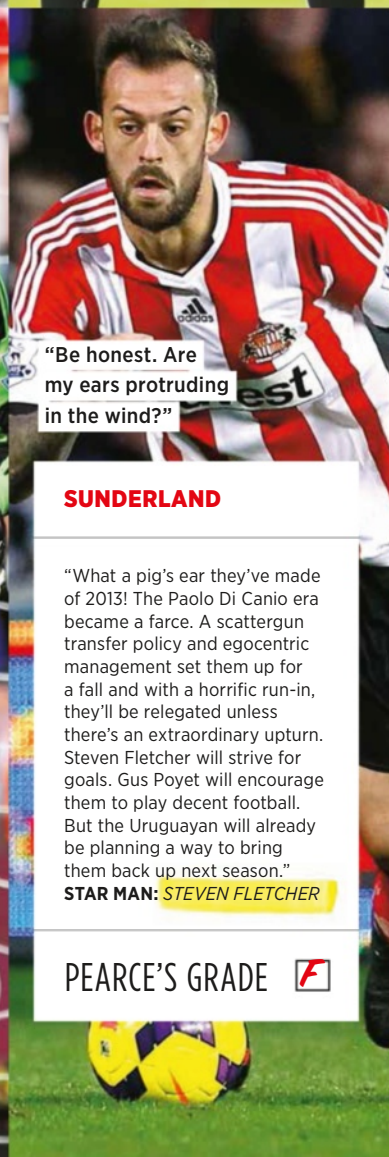 adidas
"Be honest. Are
my ears protruding
in the wind?"
SUNDERLAND
"What a pig's ear they've made
of 2013! The Paolo Di Canio era
became a farce. A scattergun
transfer policy and egocentric
management set them up for
a fall and with a horrific run-in,
they'll be relegated unless
there's an extraordinary upturn.
Steven Fletcher will strive for
goals. Gus Poyet will encourage
them to play decent football.
But the Uruguayan will already
be planning a way to bring
them back up next season."
STAR MAN: STEVEN FLETCHER
PEARCE'S GRADE F